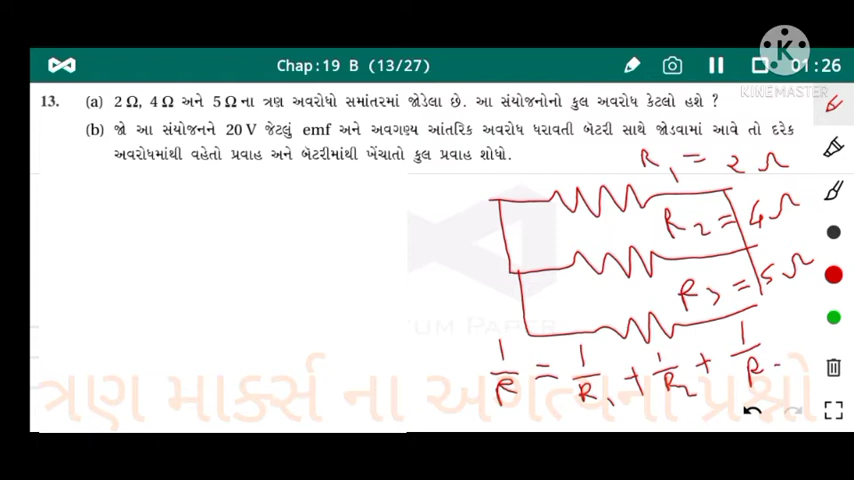 KINEMASTER
Chap:19 B (13/27)
01:26
13. (a) 2 Ω, 4 Ω અને 5 Ω ના ત્રણ અવરોધો સમાંતરમાં જોડેલા છે. આ સંયોજનોનો કુલ અવરોધ કેટલો હશે ?
(b) જો આ સંયોજનને 20 V જેટલું emf અને અવગણ્ય આંતરિક અવરોધ ધરાવતી બૅટરી સાથે જોડવામાં આવે તો દરેક
અવરોધમાંથી વહેતો પ્રવાહ અને બૅટરીમાંથી ખેંચાતો કુલ પ્રવાહ શોધો.
R1 = 2 Ω
R2 = 4 Ω
R3 = 5 Ω
1/R = 1/R1 + 1/R2 + 1/R
ત્રણ માર્ક્સ ના અગત્યના પ્રશ્નો